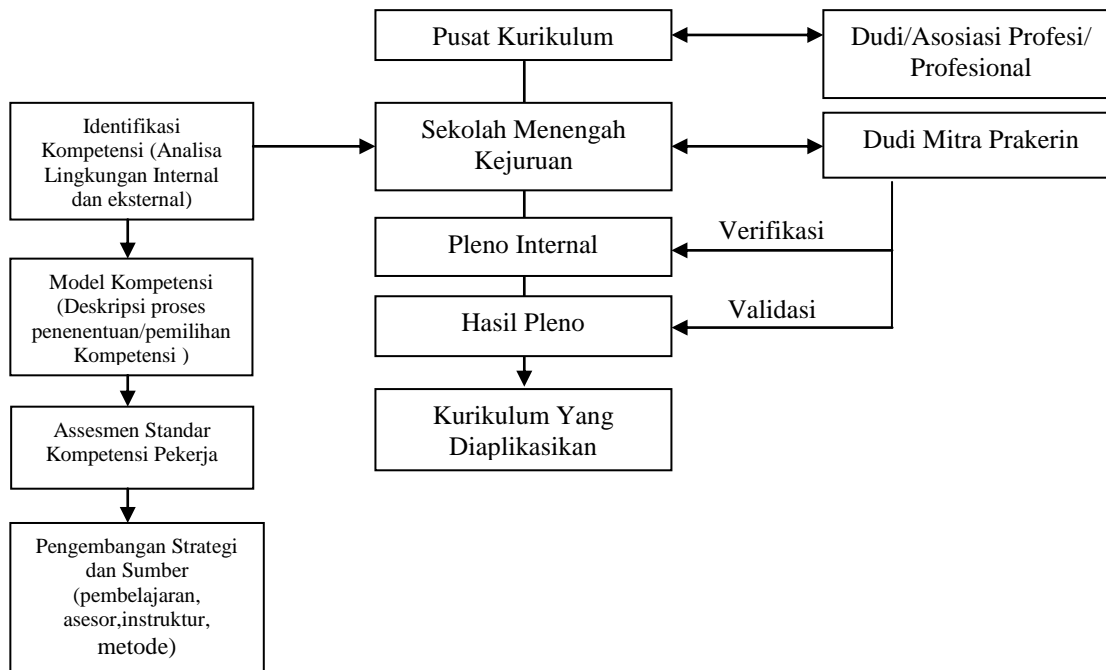 Pusat Kurikulum
Dudi/Asosiasi Profesi/
Profesional
Identifikasi
Kompetensi (Analisa
Lingkungan Internal
dan eksternal)
Sekolah Menengah
Kejuruan
Dudi Mitra Prakerin
Pleno Internal
Verifikasi
Model Kompetensi
(Deskripsi proses
penenentuan/pemilihan
Kompetensi )
Hasil Pleno
Validasi
Kurikulum Yang
Diaplikasikan
Assesmen Standar
Kompetensi Pekerja
Pengembangan Strategi
dan Sumber
(pembelajaran,
asesor,instruktur,
metode)